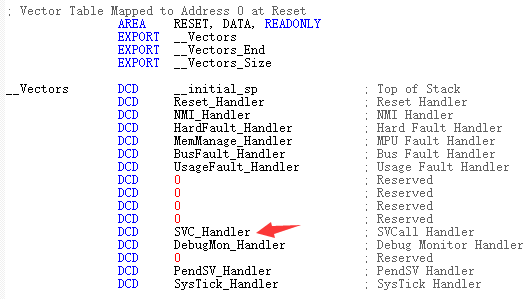 ; Vector Table Mapped to Address 0 at Reset
AREA RESET, DATA, READONLY
EXPORT __Vectors
EXPORT __Vectors_End
EXPORT __Vectors_Size
__Vectors DCD __initial_sp ; Top of Stack
DCD Reset_Handler ; Reset Handler
DCD NMI_Handler ; NMI Handler
DCD HardFault_Handler ; Hard Fault Handler
DCD MemManage_Handler ; MPU Fault Handler
DCD BusFault_Handler ; Bus Fault Handler
DCD UsageFault_Handler ; Usage Fault Handler
DCD 0 ; Reserved
DCD 0 ; Reserved
DCD 0 ; Reserved
DCD 0 ; Reserved
DCD SVC_Handler ; SVCall Handler
DCD DebugMon_Handler ; Debug Monitor Handler
DCD 0 ; Reserved
DCD PendSV_Handler ; PendSV Handler
DCD SysTick_Handler ; SysTick Handler